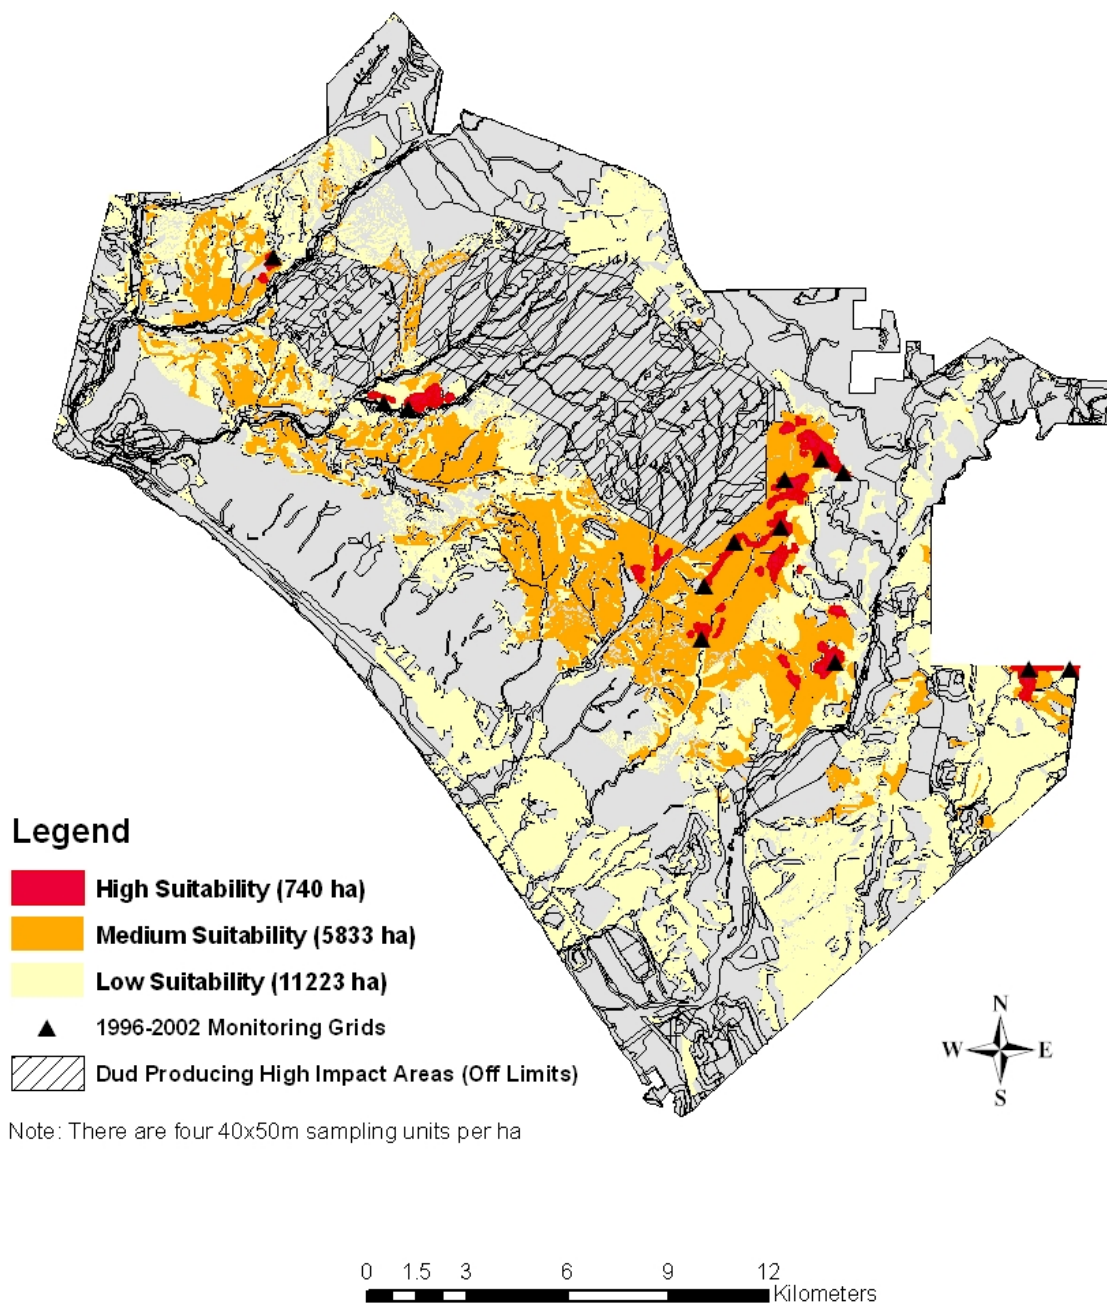 Legend
High Suitability (740 ha)
Medium Suitability (5833 ha)
Low Suitability (11223 ha)
1996-2002 Monitoring Grids
Dud Producing High Impact Areas (Off Limits)
Note: There are four 40x50m sampling units per ha
N
W E
S
0 1.5 3 6 9 12
Kilometers